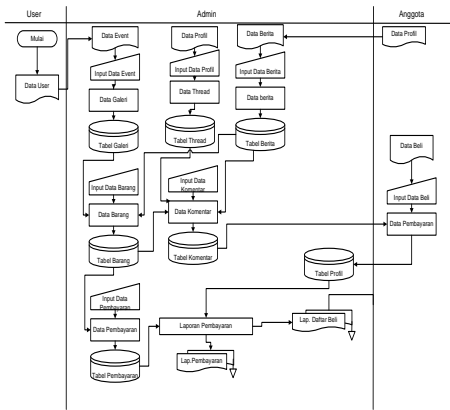 User
Admin
Anggota
Mulai
Data User
Data Event
Input Data Event
Data Galeri
Tabel Galeri
Input Data Barang
Data Barang
Tabel Barang
Input Data
Pembayaran
Data Pembayaran
Tabel Pembayaran
Data Profil
Input Data Profil
Data Thread
Tabel Thread
Input Data
Komentar
Data Komentar
Tabel Komentar
Data Berita
Input Data Berita
Data berita
Tabel Berita
Laporan Pembayaran
Lap.Pembayaran
Tabel Profil
Lap. Daftar Beli
Data Profil
Data Beli
Input Data Beli
Data Pembayaran